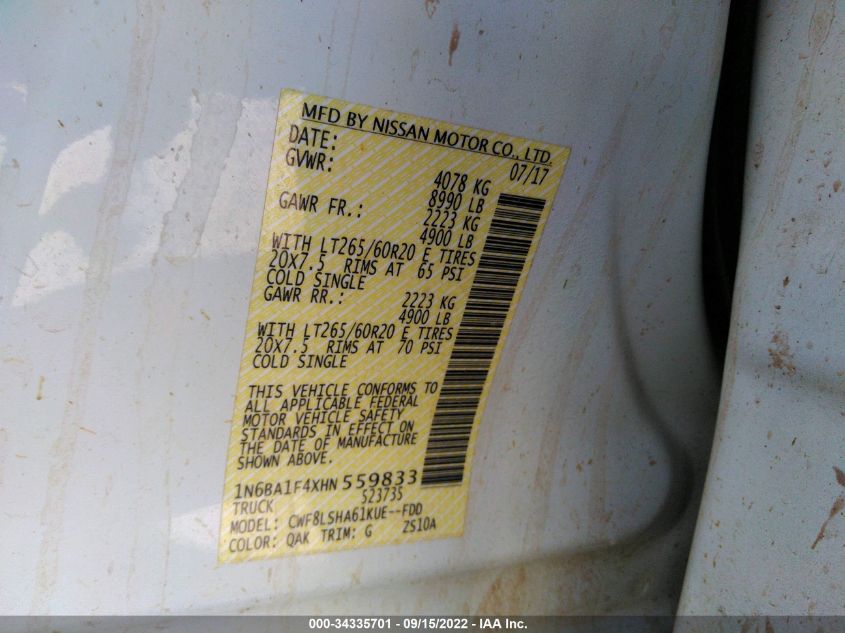 MFD BY NISSAN MOTOR CO., LTD.
DATE: 07/17
GVWR: 4078 KG
8990 LB
GAWR FR.: 2223 KG
4900 LB
WITH LT265/60R20 E TIRES
20X7.5 RIMS AT 65 PSI
COLD SINGLE
GAWR RR.: 2223 KG
4900 LB
WITH LT265/60R20 E TIRES
20X7.5 RIMS AT 70 PSI
COLD SINGLE
THIS VEHICLE CONFORMS TO
ALL APPLICABLE FEDERAL
MOTOR VEHICLE SAFETY
STANDARDS IN EFFECT ON
THE DATE OF MANUFACTURE
SHOWN ABOVE.
1N6BA1F4XHN 559833
TRUCK 523735
MODEL: CWF8LSHA61KUE--FDD
COLOR: QAK TRIM: G ZS10A
000-34335701 - 09/15/2022 - IAA Inc.